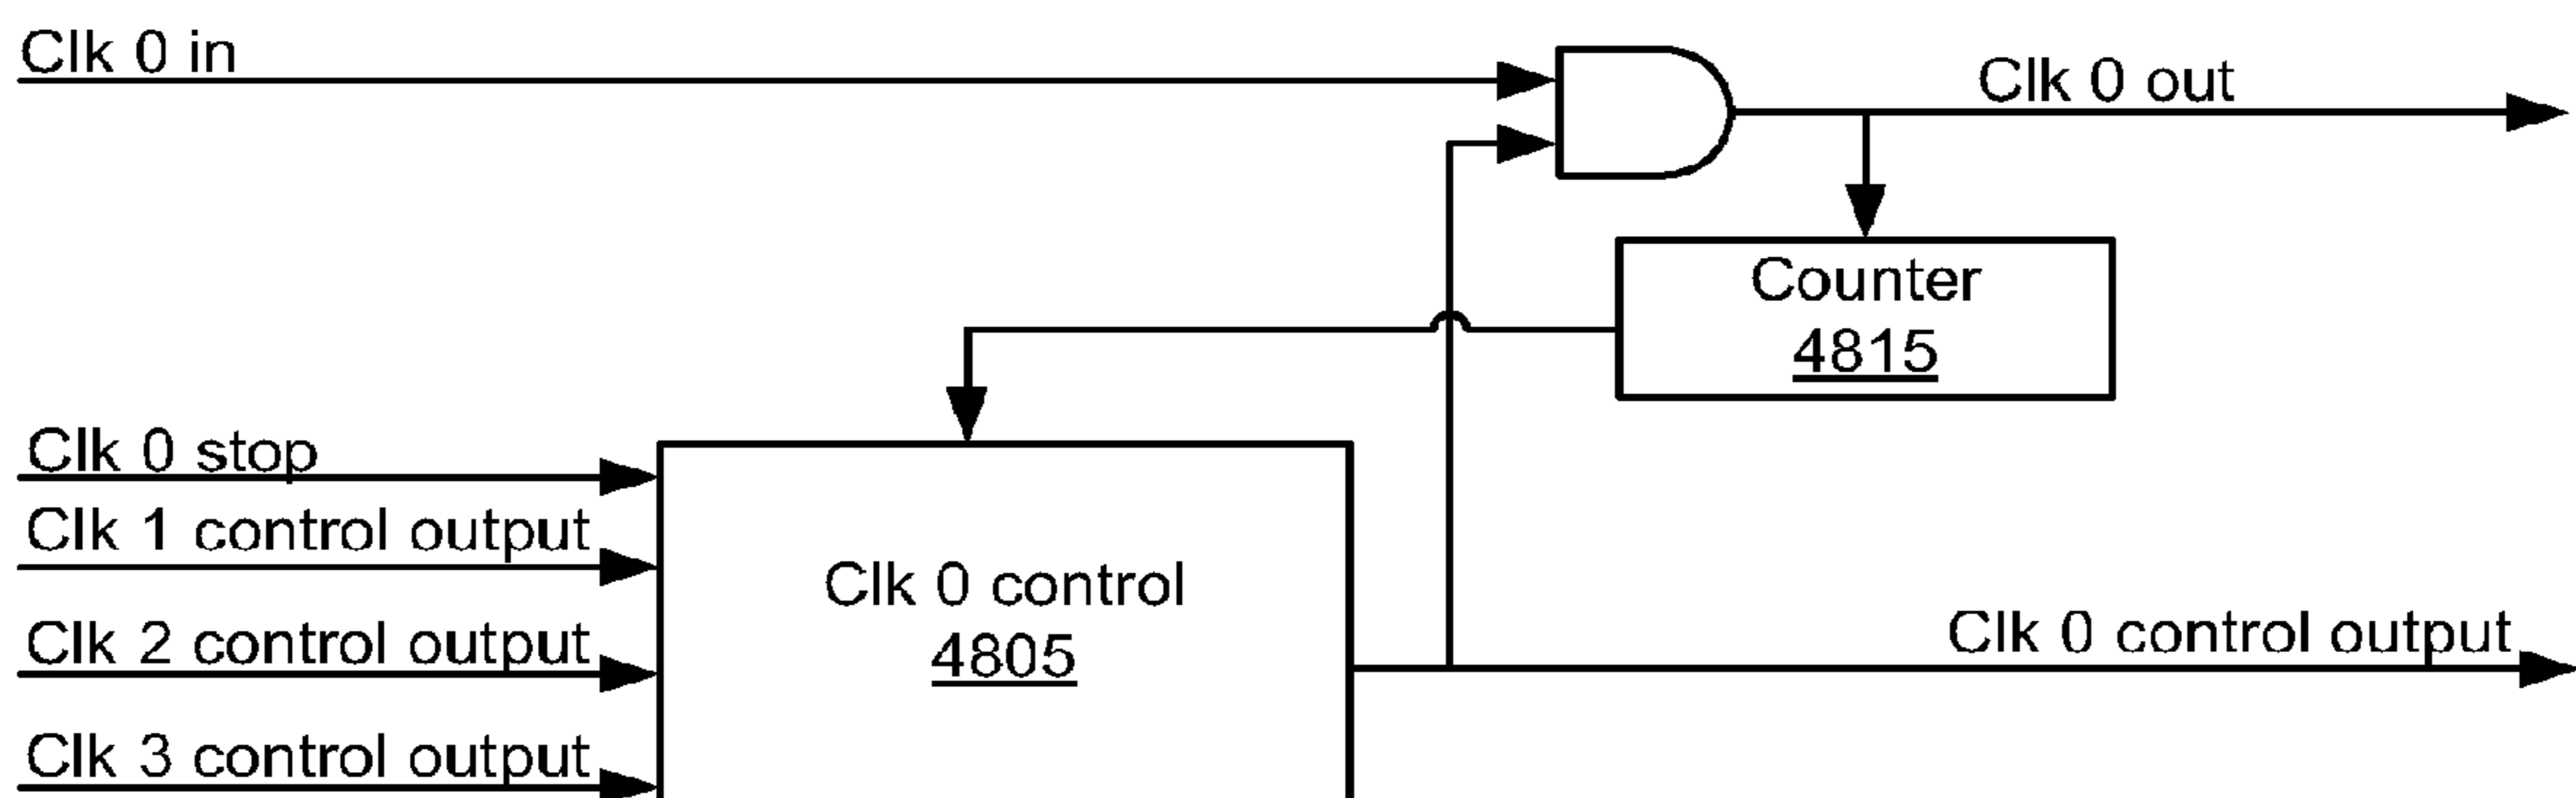 Clk 0 in
Clk 0 out
Counter
4815
Clk 0 stop
Clk 1 control output
Clk 0 control
4805
Clk 2 control output
Clk 0 control output
Clk 3 control output